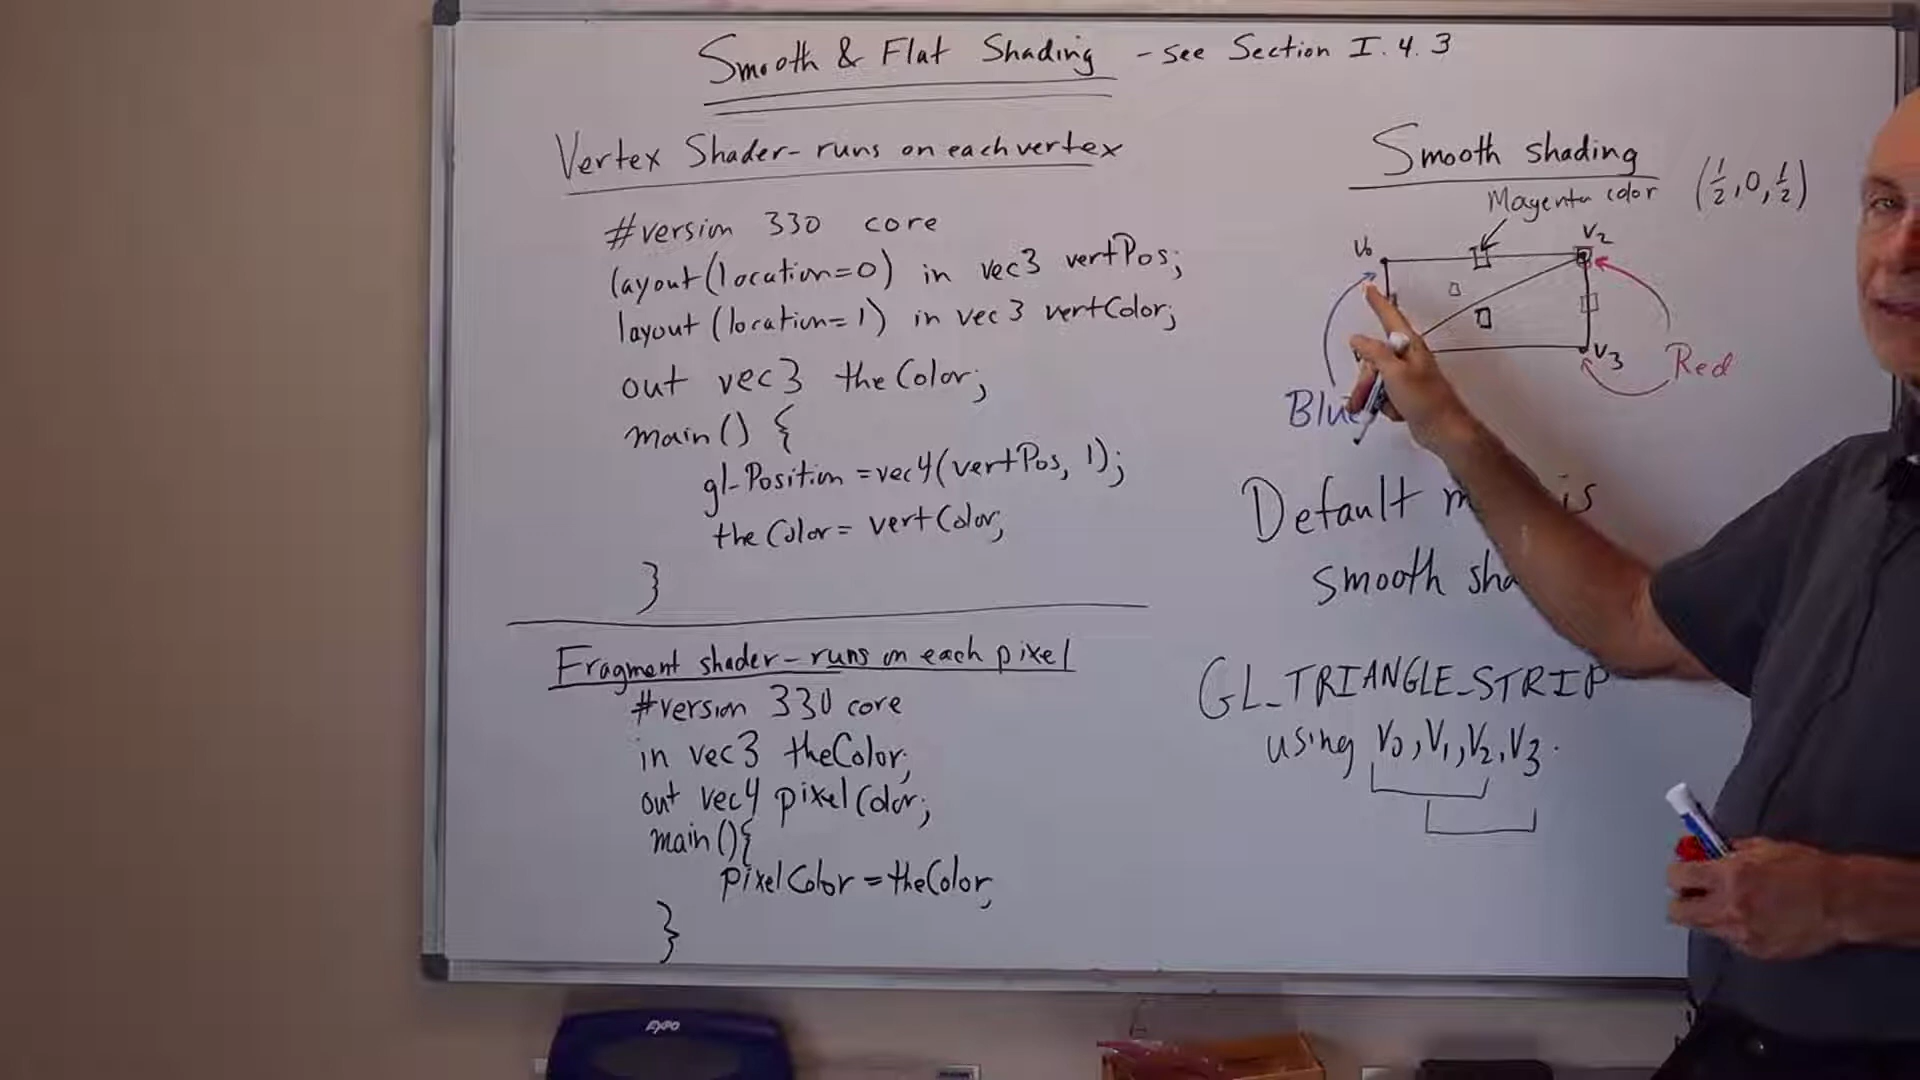 Smooth & Flat Shading - see Section I.4.3
Vertex Shader - runs on each vertex
#version 330 core
layout(location=0) in vec3 vertPos;
layout(location=1) in vec3 vertColor;
out vec3 theColor;
main() {
gl_Position = vec4(vertPos, 1);
theColor = vertColor;
}
Fragment shader - runs on each pixel
#version 330 core
in vec3 theColor;
out vec4 pixelColor;
main(){
pixelColor = theColor;
}
Smooth shading
Magenta color (1/2, 0, 1/2)
V0
V2
V3
Red
Blue
Default is
smooth
GL_TRIANGLE_STRIP
using V0, V1, V2, V3.
EXPO